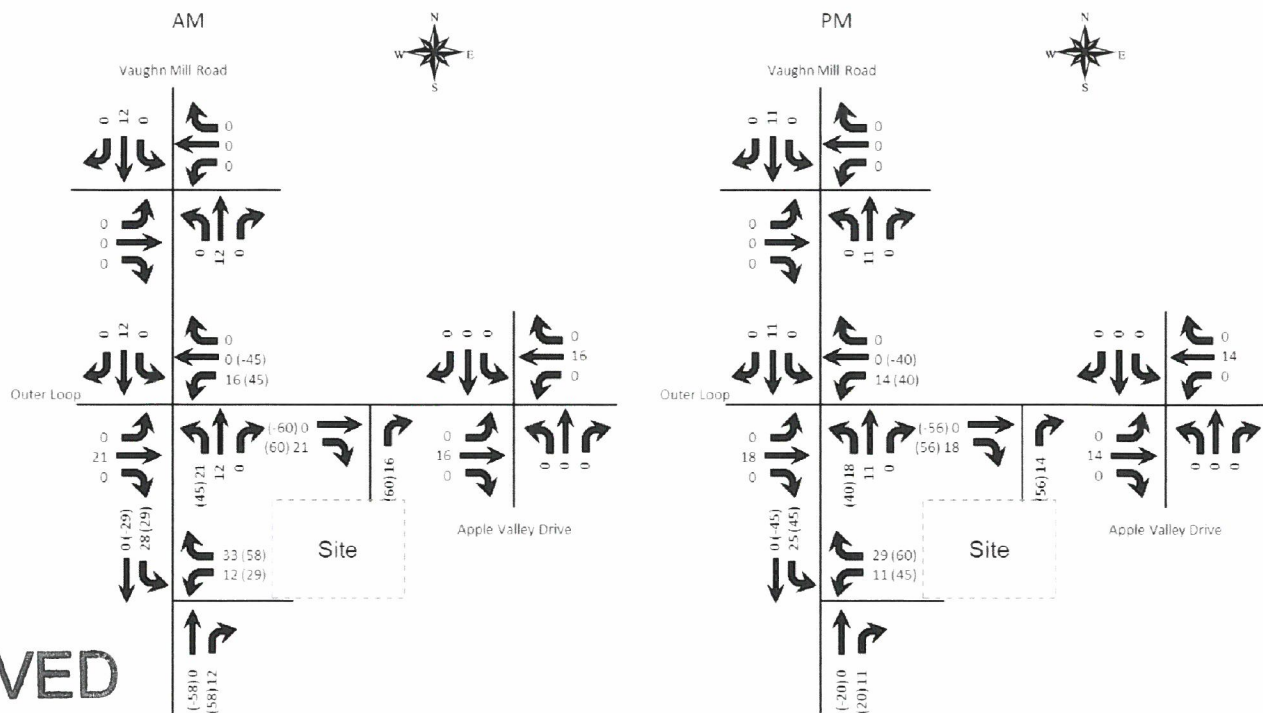 AM
N
W E
S
Vaughn Mill Road
0 12 0
0
0
0
0
0
0
0 12 0
0 12 0
0
0 (-45)
16 (45)
0 0 0
0
16
0
Outer Loop
0
21
0
(45) 21 12 0
(-60) 0
(60) 21
(60) 16
0
16
0
0 0 0
0 (-29)
28 (29)
33 (58)
12 (29)
Site
Apple Valley Drive
(-58) 0
(58) 12
VED
PM
N
W E
S
Vaughn Mill Road
0 11 0
0
0
0
0
0
0
0 11 0
0 11 0
0
0 (-40)
14 (40)
0 0 0
0
14
0
Outer Loop
0
18
0
(40) 18 11 0
(-56) 0
(56) 18
(56) 14
0
14
0
0 0 0
0 (-45)
25 (45)
29 (60)
11 (45)
Site
Apple Valley Drive
(-20) 0
(20) 11